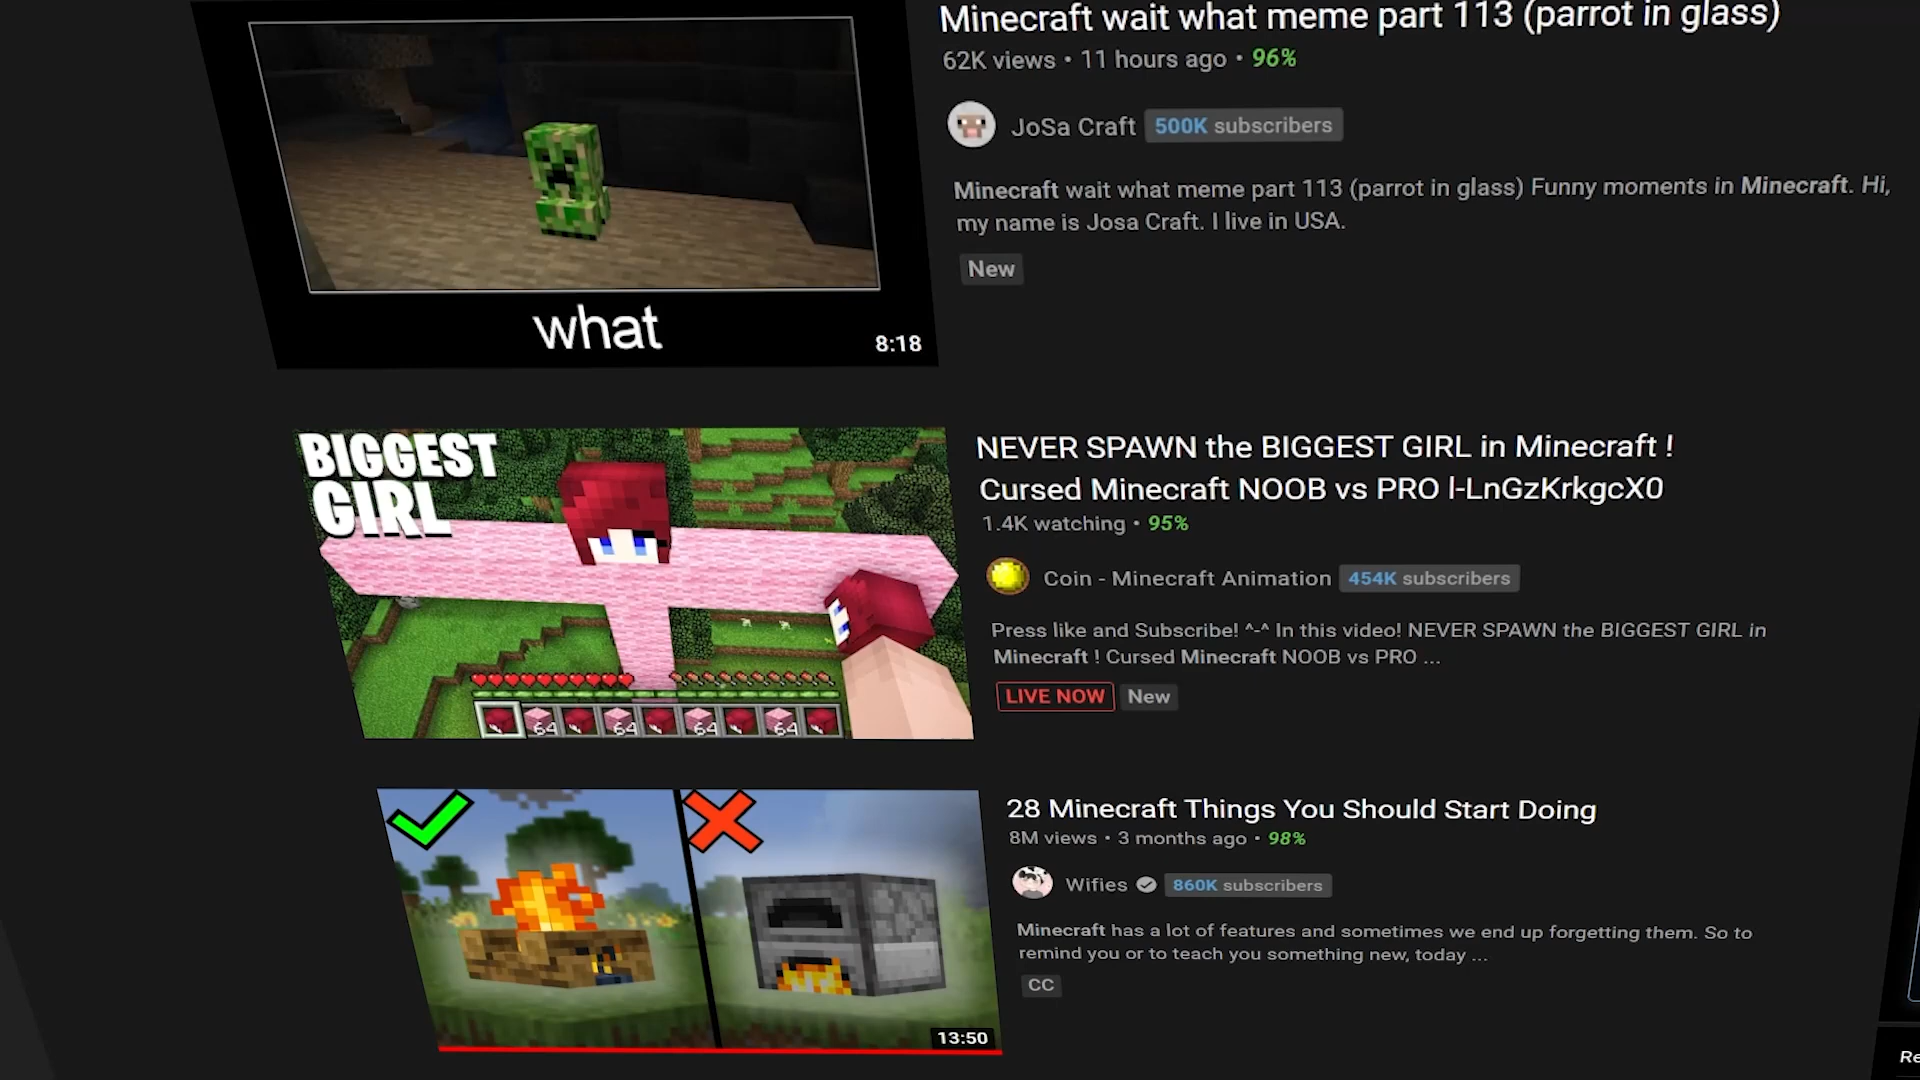 Minecraft wait what meme part 113 (parrot in glass)
62K views • 11 hours ago • 96%
JoSa Craft 500K subscribers
Minecraft wait what meme part 113 (parrot in glass) Funny moments in Minecraft. Hi,
my name is Josa Craft. I live in USA.
New
what
8:18
BIGGEST
GIRL
64 64 64 64
NEVER SPAWN the BIGGEST GIRL in Minecraft !
Cursed Minecraft NOOB vs PRO l-LnGzKrkgcX0
1.4K watching • 95%
Coin - Minecraft Animation 454K subscribers
Press like and Subscribe! ^-^ In this video! NEVER SPAWN the BIGGEST GIRL in
Minecraft ! Cursed Minecraft NOOB vs PRO ...
LIVE NOW New
28 Minecraft Things You Should Start Doing
8M views • 3 months ago • 98%
Wifies 860K subscribers
Minecraft has a lot of features and sometimes we end up forgetting them. So to
remind you or to teach you something new, today ...
CC
13:50